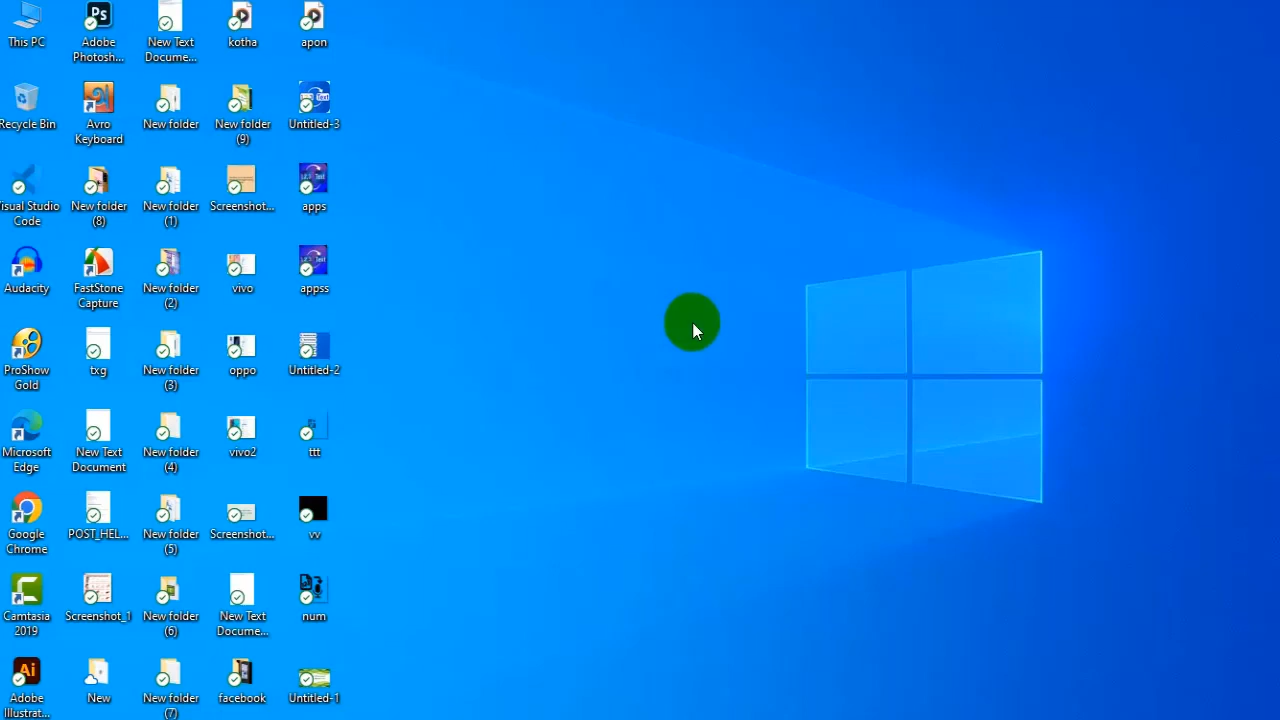 This PC
Adobe
Photosh...
New Text
Docume...
kotha
apon
Recycle Bin
Avro
Keyboard
New folder
New folder
(9)
Untitled-3
isual Studio
Code
New folder
(8)
New folder
(1)
Screenshot...
apps
Audacity
FastStone
Capture
New folder
(2)
vivo
appss
ProShow
Gold
txg
New folder
(3)
oppo
Untitled-2
Microsoft
Edge
New Text
Document
New folder
(4)
vivo2
ttt
Google
Chrome
POST_HEL...
New folder
(5)
Screenshot...
vv
Camtasia
2019
Screenshot_1
New folder
(6)
New Text
Docume...
num
Adobe
Illustrat...
New
New folder
(7)
facebook
Untitled-1